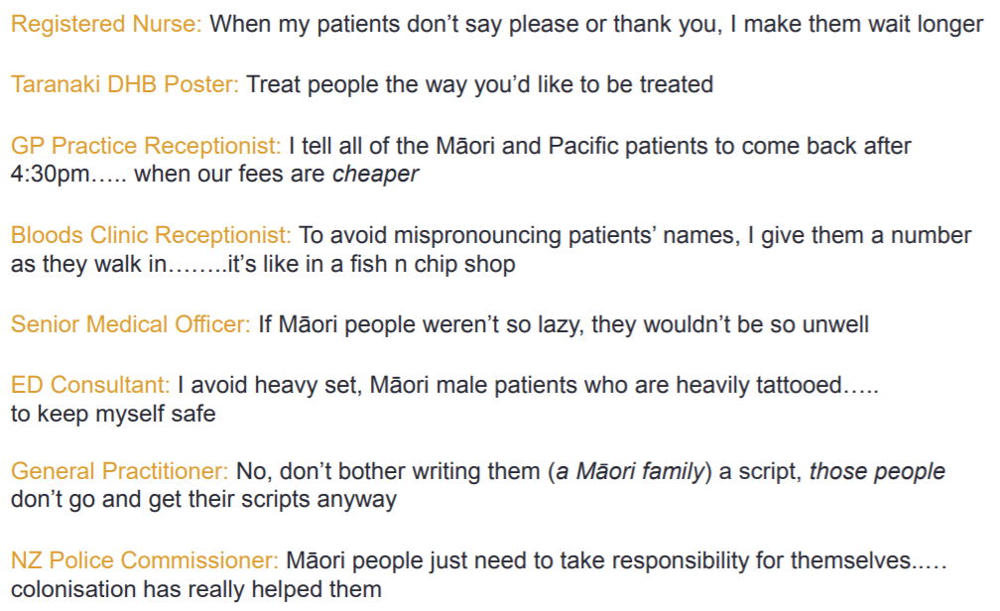 Registered Nurse: When my patients don’t say please or thank you, I make them wait longer
Taranaki DHB Poster: Treat people the way you’d like to be treated
GP Practice Receptionist: I tell all of the Māori and Pacific patients to come back after
4:30pm….. when our fees are cheaper
Bloods Clinic Receptionist: To avoid mispronouncing patients’ names, I give them a number
as they walk in……..it’s like in a fish n chip shop
Senior Medical Officer: If Māori people weren’t so lazy, they wouldn’t be so unwell
ED Consultant: I avoid heavy set, Māori male patients who are heavily tattooed…..
to keep myself safe
General Practitioner: No, don’t bother writing them (a Māori family) a script, those people
don’t go and get their scripts anyway
NZ Police Commissioner: Māori people just need to take responsibility for themselves..…
colonisation has really helped them